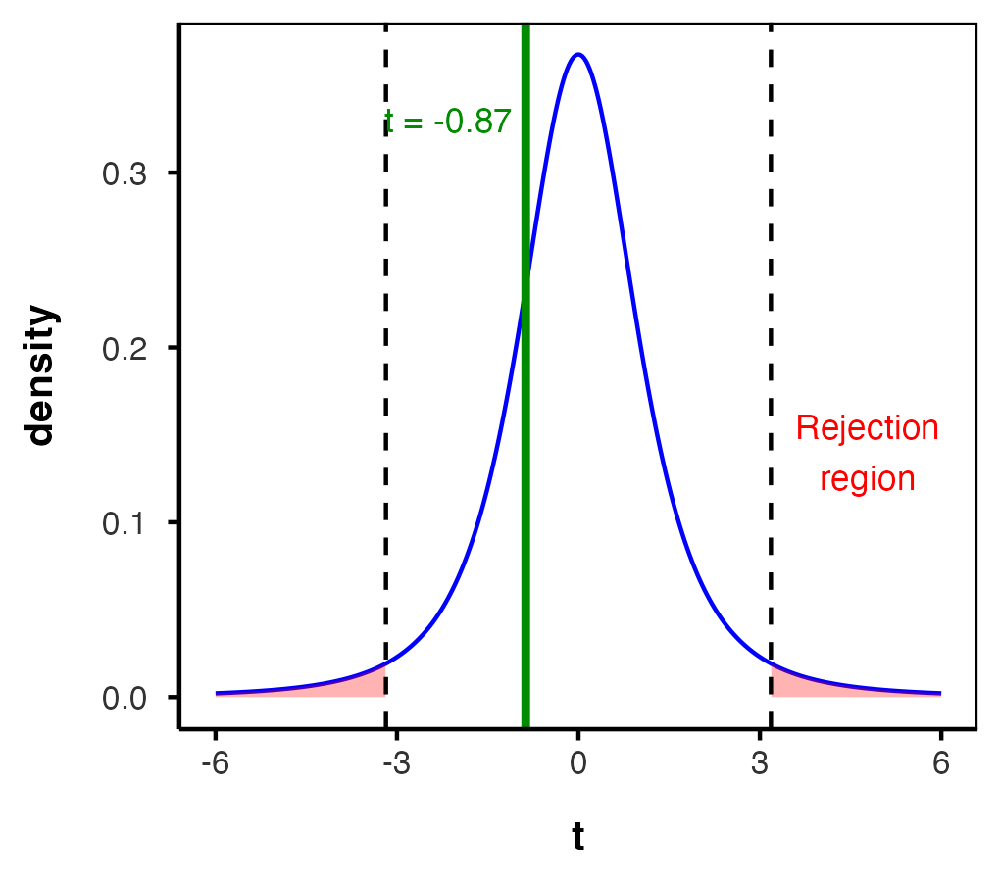 t = -0.87
0.3
0.2
0.1
0.0
density
Rejection
region
-6 -3 0 3 6
t